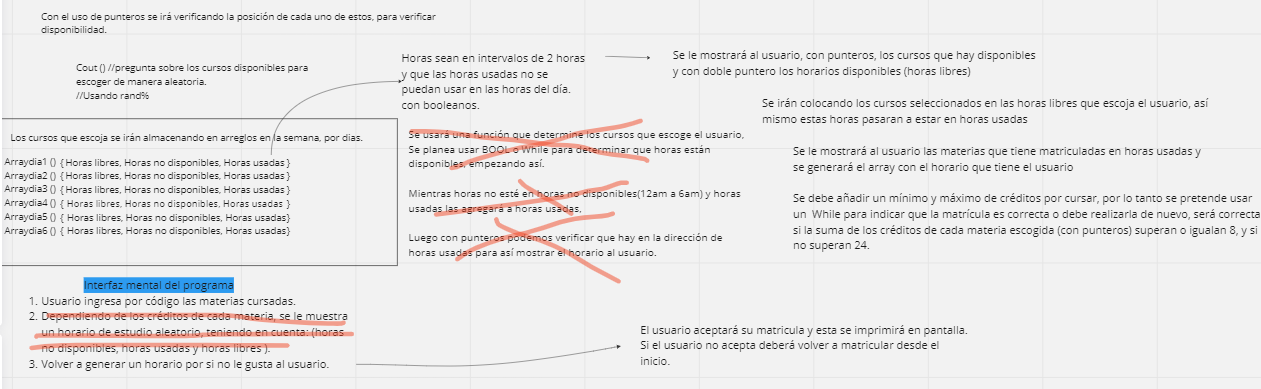 Con el uso de punteros se irá verificando la posición de cada uno de estos, para verificar
disponibilidad.
Cout () //pregunta sobre los cursos disponibles para
escoger de manera aleatoria.
//Usando rand%
Horas sean en intervalos de 2 horas
y que las horas usadas no se
puedan usar en las horas del día.
con booleanos.
Se le mostrará al usuario, con punteros, los cursos que hay disponibles
y con doble puntero los horarios disponibles (horas libres)
Se irán colocando los cursos seleccionados en las horas libres que escoja el usuario, así
mismo estas horas pasaran a estar en horas usadas
Los cursos que escoja se irán almacenando en arreglos en la semana, por días.
Arraydia1 () { Horas libres, Horas no disponibles, Horas usadas }
Arraydia2 () { Horas libres, Horas no disponibles, Horas usadas }
Arraydia3 () { Horas libres, Horas no disponibles, Horas usadas }
Arraydia4 () { Horas libres, Horas no disponibles, Horas usadas }
Arraydia5 () { Horas libres, Horas no disponibles, Horas usadas}
Arraydia6 () { Horas libres, Horas no disponibles, Horas usadas}
Se usará una función que determine los cursos que escoge el usuario,
Se planea usar BOOL o While para determinar que horas están
disponibles, empezando así.
Mientras horas no esté en horas no disponibles(12am a 6am) y horas
usadas las agregará a horas usadas,
Luego con punteros podemos verificar que hay en la dirección de
horas usadas para así mostrar el horario al usuario.
Se le mostrará al usuario las materias que tiene matriculadas en horas usadas y
se generará el array con el horario que tiene el usuario
Se debe añadir un mínimo y máximo de créditos por cursar, por lo tanto se pretende usar
un While para indicar que la matrícula es correcta o debe realizarla de nuevo, será correcta
si la suma de los créditos de cada materia escogida (con punteros) superan o igualan 8, y si
no superan 24.
Interfaz mental del programa
1. Usuario ingresa por código las materias cursadas.
2. Dependiendo de los créditos de cada materia, se le muestra
un horario de estudio aleatorio, teniendo en cuenta: (horas
no disponibles, horas usadas y horas libres ).
3. Volver a generar un horario por si no le gusta al usuario.
El usuario aceptará su matricula y esta se imprimirá en pantalla.
Si el usuario no acepta deberá volver a matricular desde el
inicio.